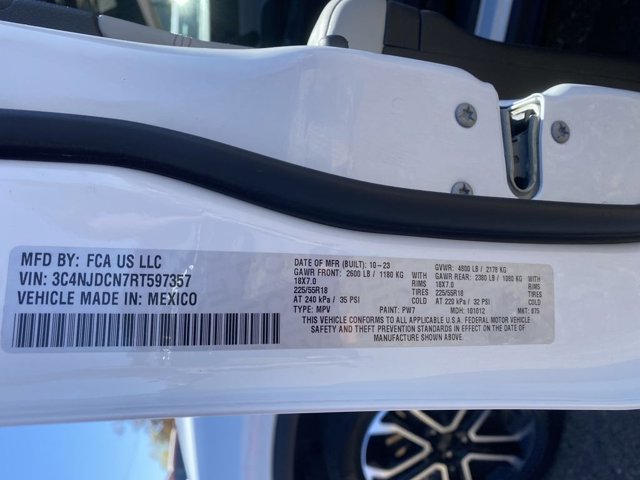 MFD BY: FCA US LLC
VIN: 3C4NJDCN7RT597357
VEHICLE MADE IN: MEXICO
DATE OF MFR (BUILT): 10-23
GAWR FRONT: 2600 LB / 1180 KG WITH
18X7.0 RIMS
225/55R18 TIRES
AT 240 kPa / 35 PSI COLD
TYPE: MPV PAINT: PW7
GVWR: 4800 LB / 2178 KG
GAWR REAR: 2380 LB / 1080 KG WITH
18X7.0 RIMS
225/55R18 TIRES
AT 220 kPa / 32 PSI COLD
MDH: 101012 MKT: 875
THIS VEHICLE CONFORMS TO ALL APPLICABLE U.S.A. FEDERAL MOTOR VEHICLE
SAFETY AND THEFT PREVENTION STANDARDS IN EFFECT ON THE DATE OF
MANUFACTURE SHOWN ABOVE.